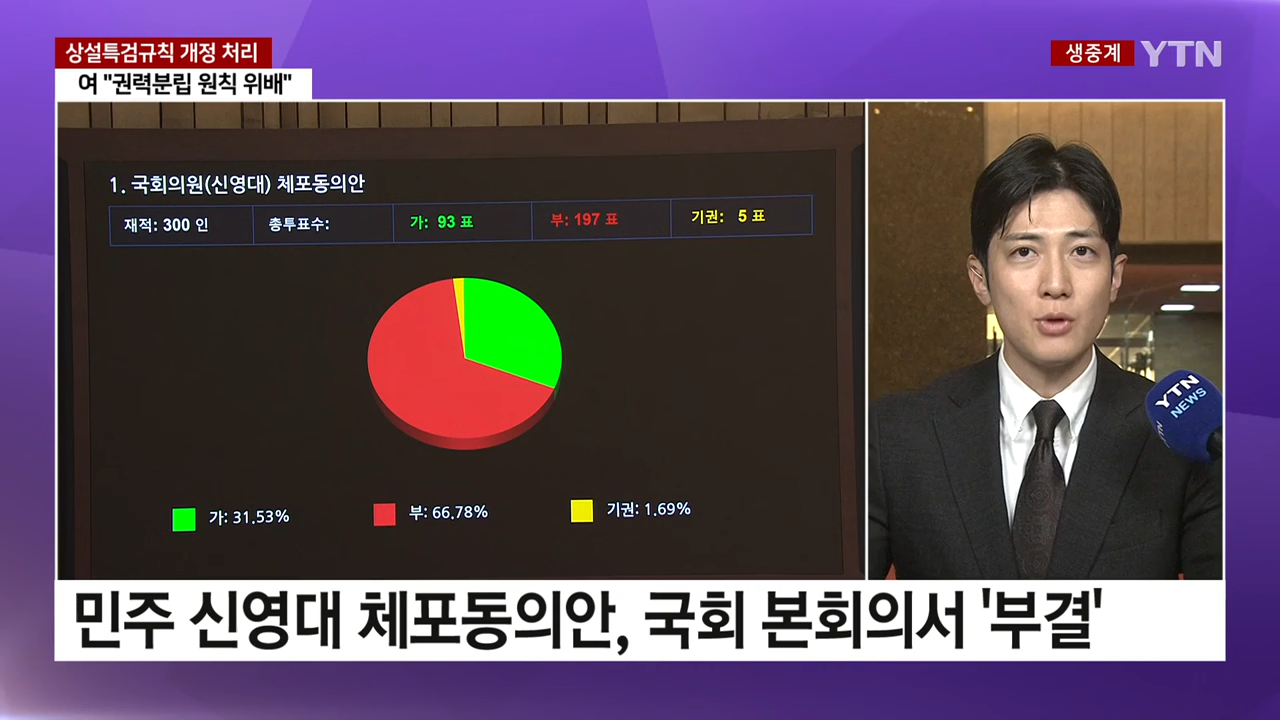 상설특검규칙 개정 처리
여 "권력분립 원칙 위배"
생중계 YTN
1. 국회의원(신영대) 체포동의안
재적: 300 인 총투표수: 가: 93 표 부: 197 표 기권: 5 표
가: 31.53% 부: 66.78% 기권: 1.69%
YTN
NEWS
YTN
민주 신영대 체포동의안, 국회 본회의서 '부결'